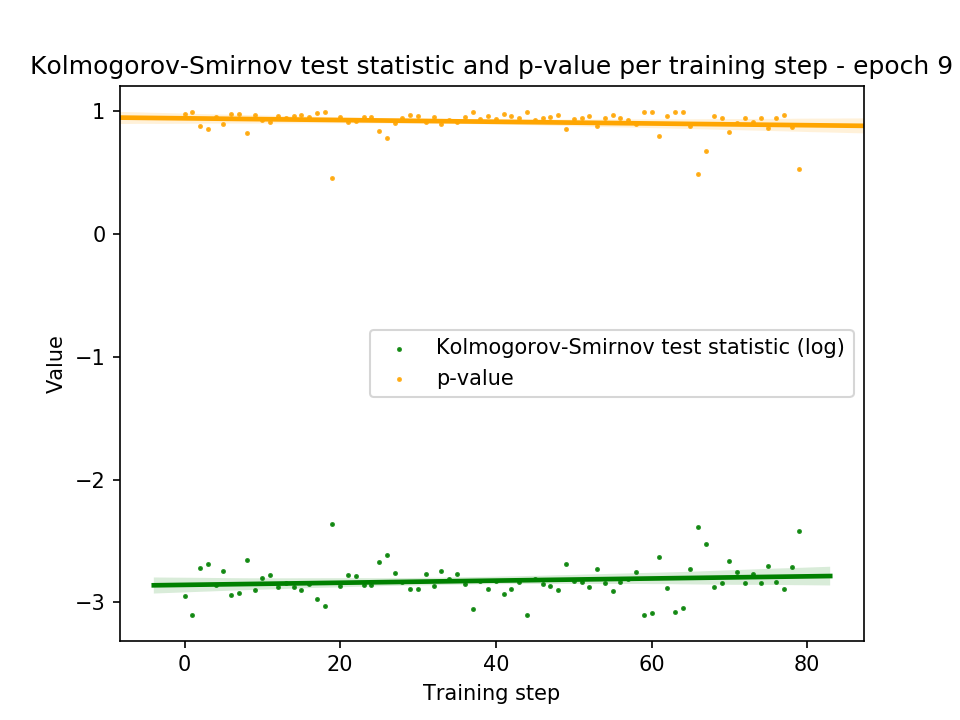 Kolmogorov-Smirnov test statistic and p-value per training step - epoch 9
1
0
−1
−2
−3
Value
Kolmogorov-Smirnov test statistic (log)
p-value
0 20 40 60 80
Training step